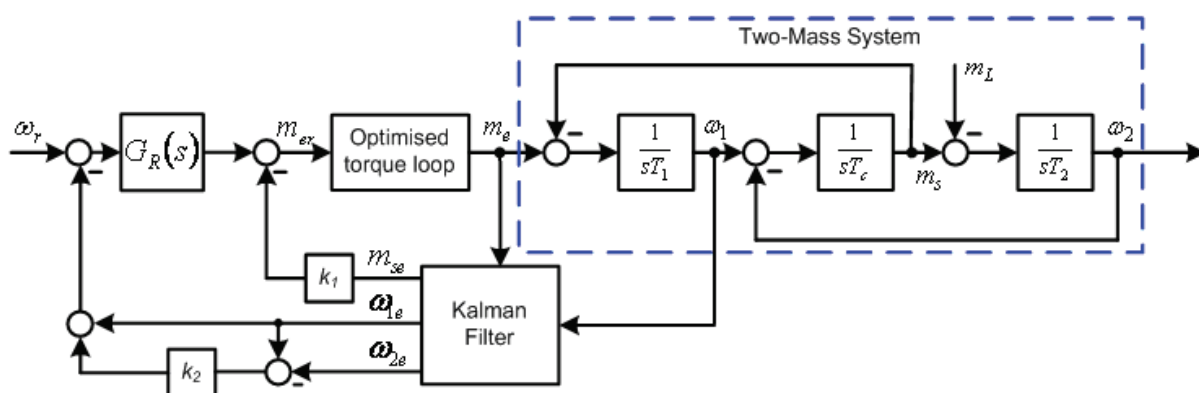 Two-Mass System
m_L
ω_r
G_R(s)
m_er
Optimised
torque loop
m_e
1
sT_1
ω_1
1
sT_c
m_s
1
sT_2
ω_2
k_1
m_se
ω_1e
ω_2e
k_2
Kalman
Filter